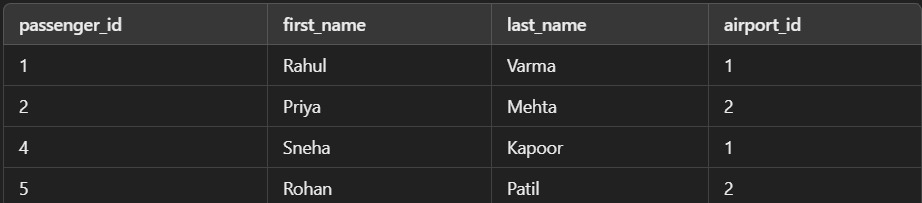 passenger_id first_name last_name airport_id
1 Rahul Varma 1
2 Priya Mehta 2
4 Sneha Kapoor 1
5 Rohan Patil 2